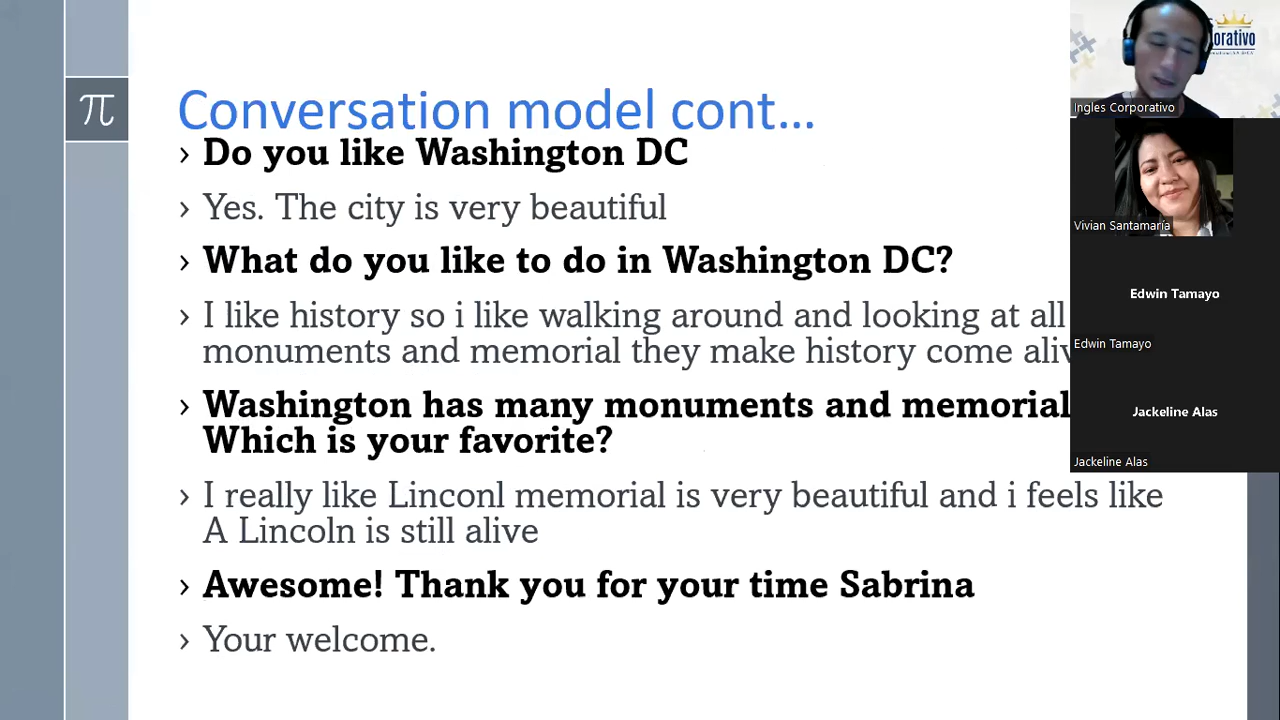 π
Conversation model cont...
› Do you like Washington DC
› Yes. The city is very beautiful
› What do you like to do in Washington DC?
› I like history so i like walking around and looking at all
monuments and memorial they make history come
› Washington has many monuments and memorial
Which is your favorite?
› I really like Linconl memorial is very beautiful and i feels like
A Lincoln is still alive
› Awesome! Thank you for your time Sabrina
› Your welcome.
orativo
Ingles Corporativo
Vivian Santamaría
Edwin Tamayo
Edwin Tamayo
Jackeline Alas
Jackeline Alas